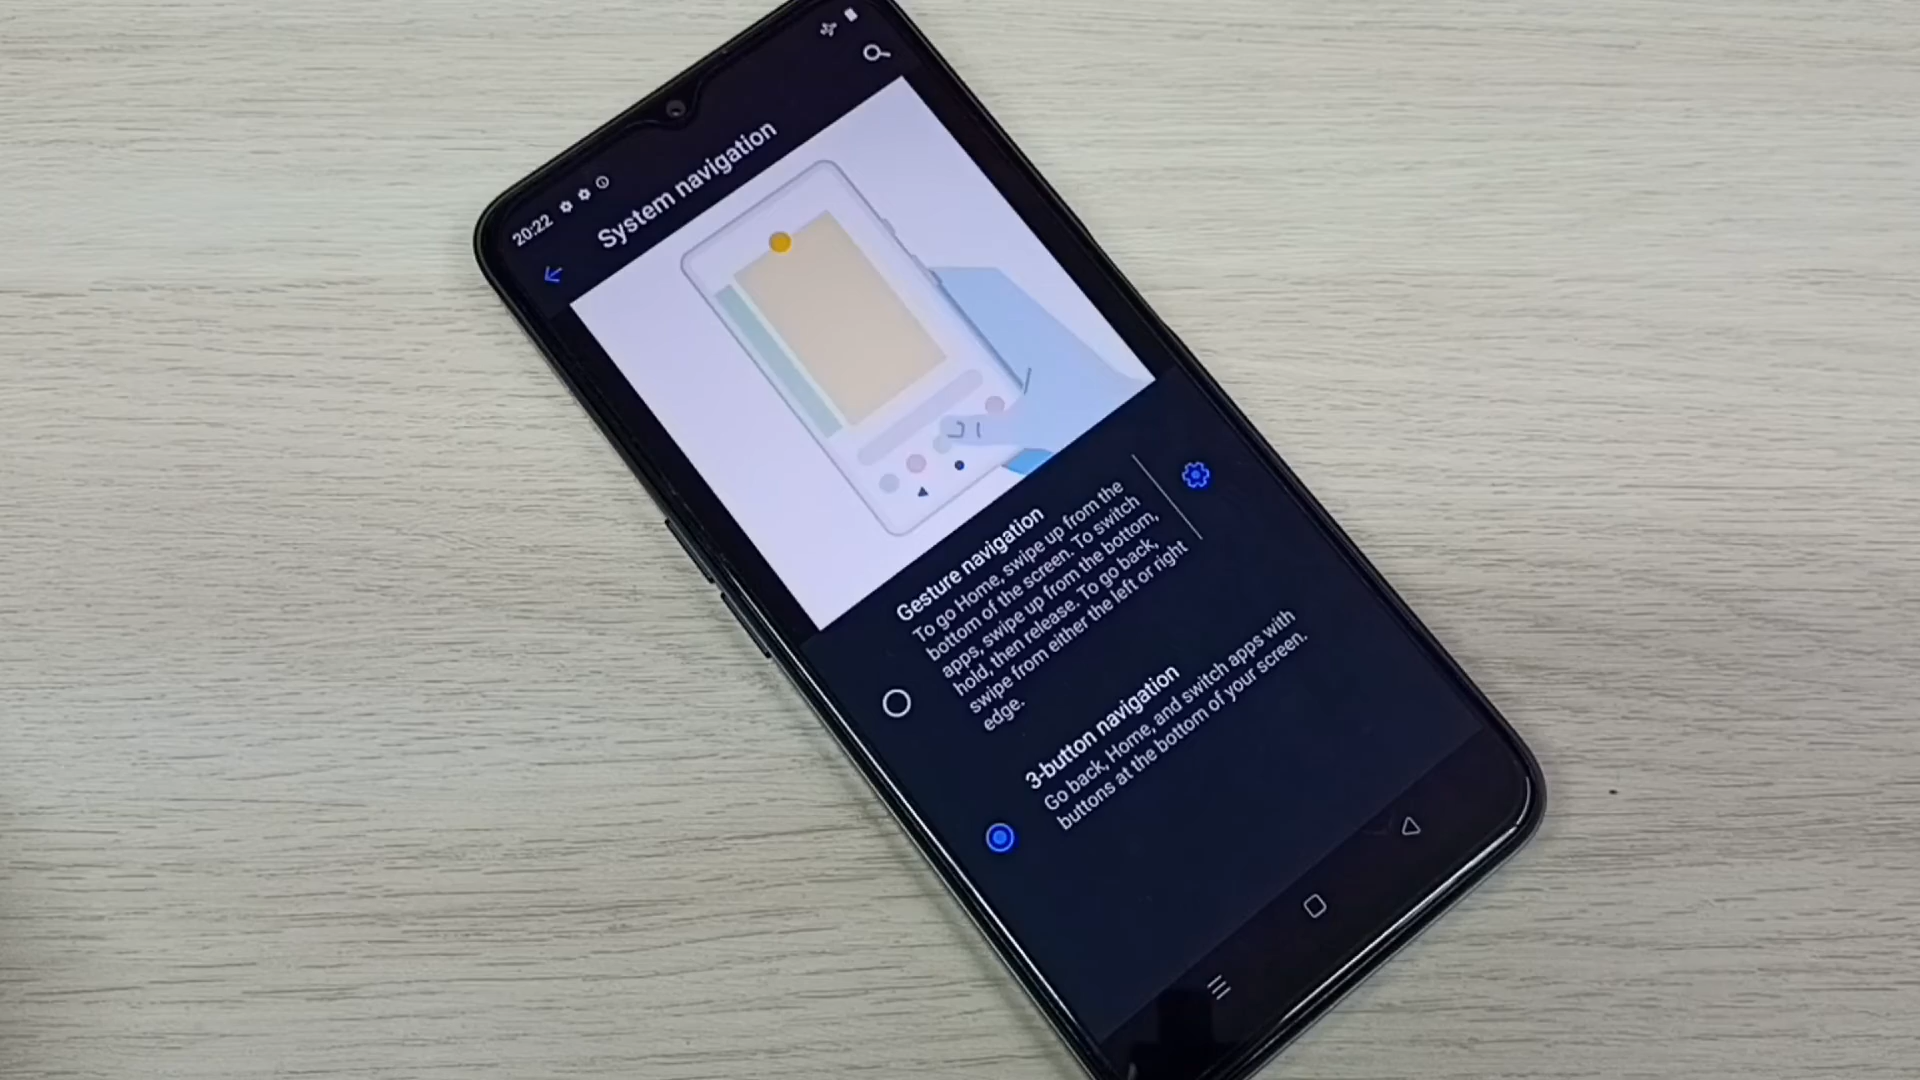 20:22
System navigation
Gesture navigation
To go Home, swipe up from the
bottom of the screen. To switch
apps, swipe up from the bottom,
hold, then release. To go back,
swipe from either the left or right
edge.
3-button navigation
Go back, Home, and switch apps with
buttons at the bottom of your screen.